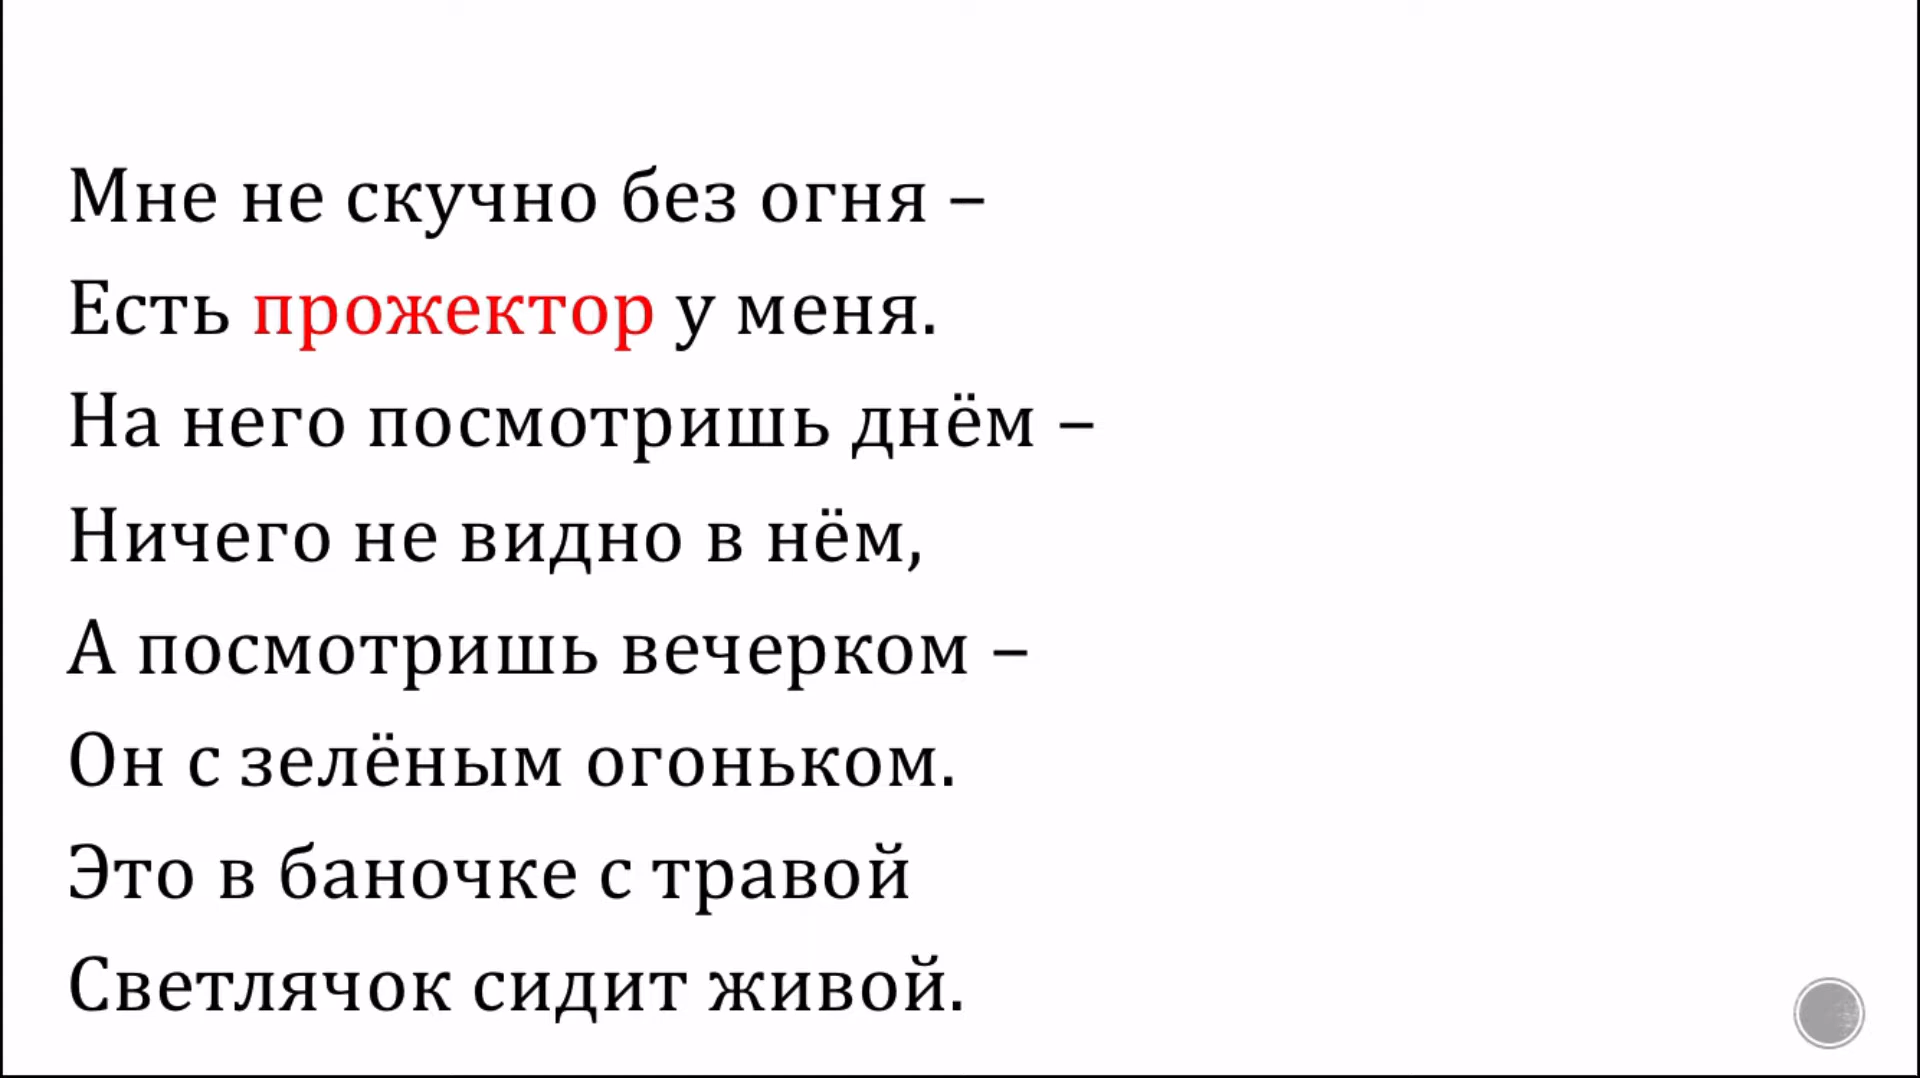 Мне не скучно без огня –
Есть прожектор у меня.
На него посмотришь днём –
Ничего не видно в нём,
А посмотришь вечерком –
Он с зелёным огоньком.
Это в баночке с травой
Светлячок сидит живой.